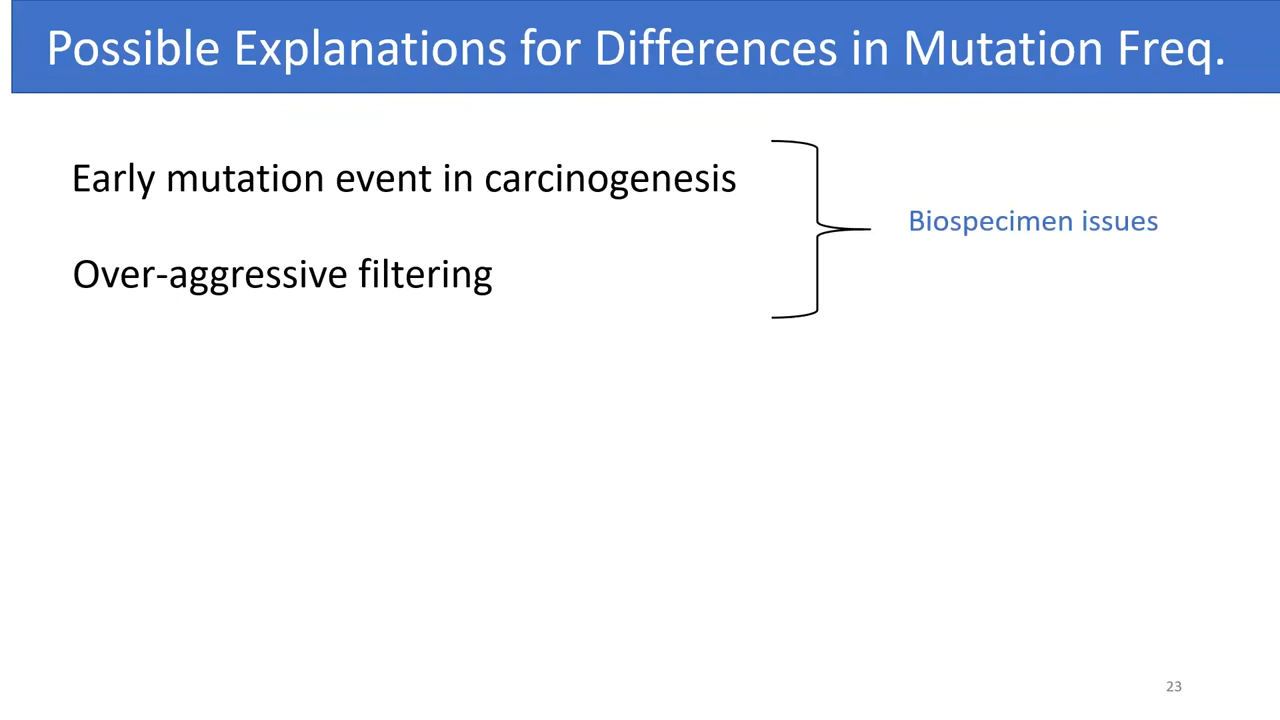 Possible Explanations for Differences in Mutation Freq.
Early mutation event in carcinogenesis
Biospecimen issues
Over-aggressive filtering
23